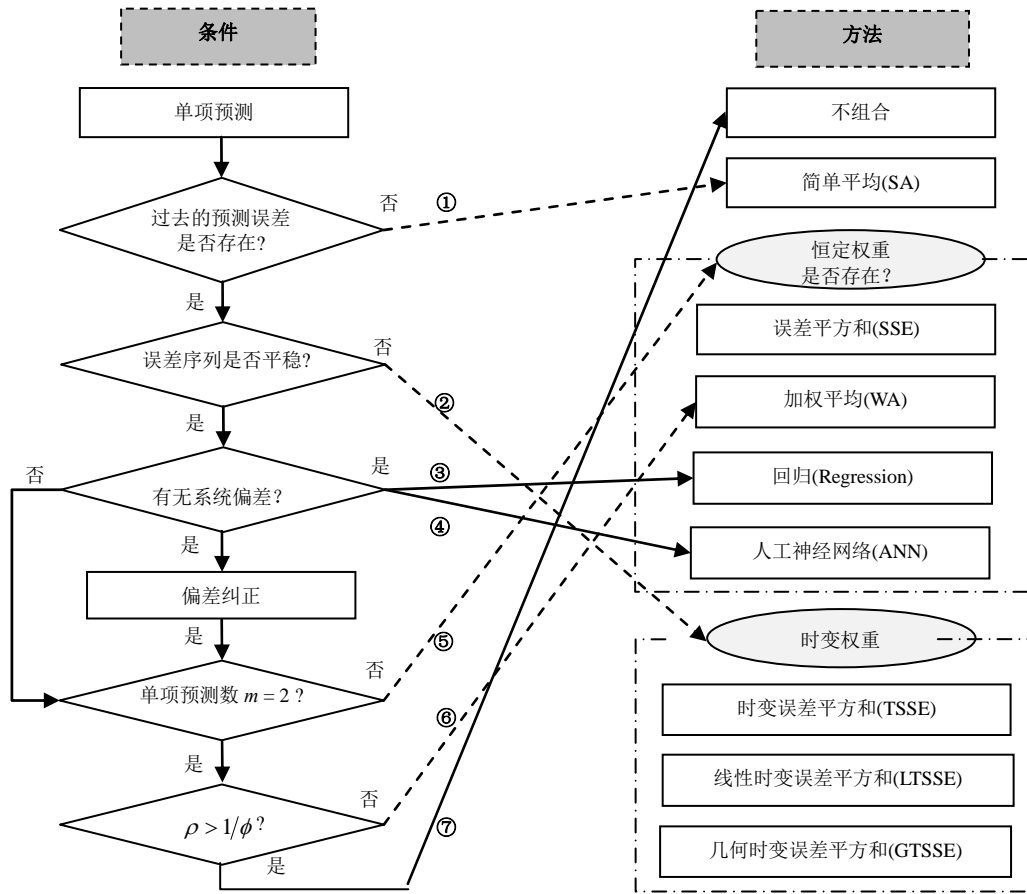 条件
单项预测
过去的预测误差
是否存在?
否
①
是
误差序列是否平稳?
否
②
是
有无系统偏差?
否
是
③
④
是
偏差纠正
是
单项预测数 m = 2 ?
否
⑤
⑥
是
ρ > 1/ϕ ?
否
⑦
是
方法
不组合
简单平均(SA)
恒定权重
是否存在?
误差平方和(SSE)
加权平均(WA)
回归(Regression)
人工神经网络(ANN)
时变权重
时变误差平方和(TSSE)
线性时变误差平方和(LTSSE)
几何时变误差平方和(GTSSE)